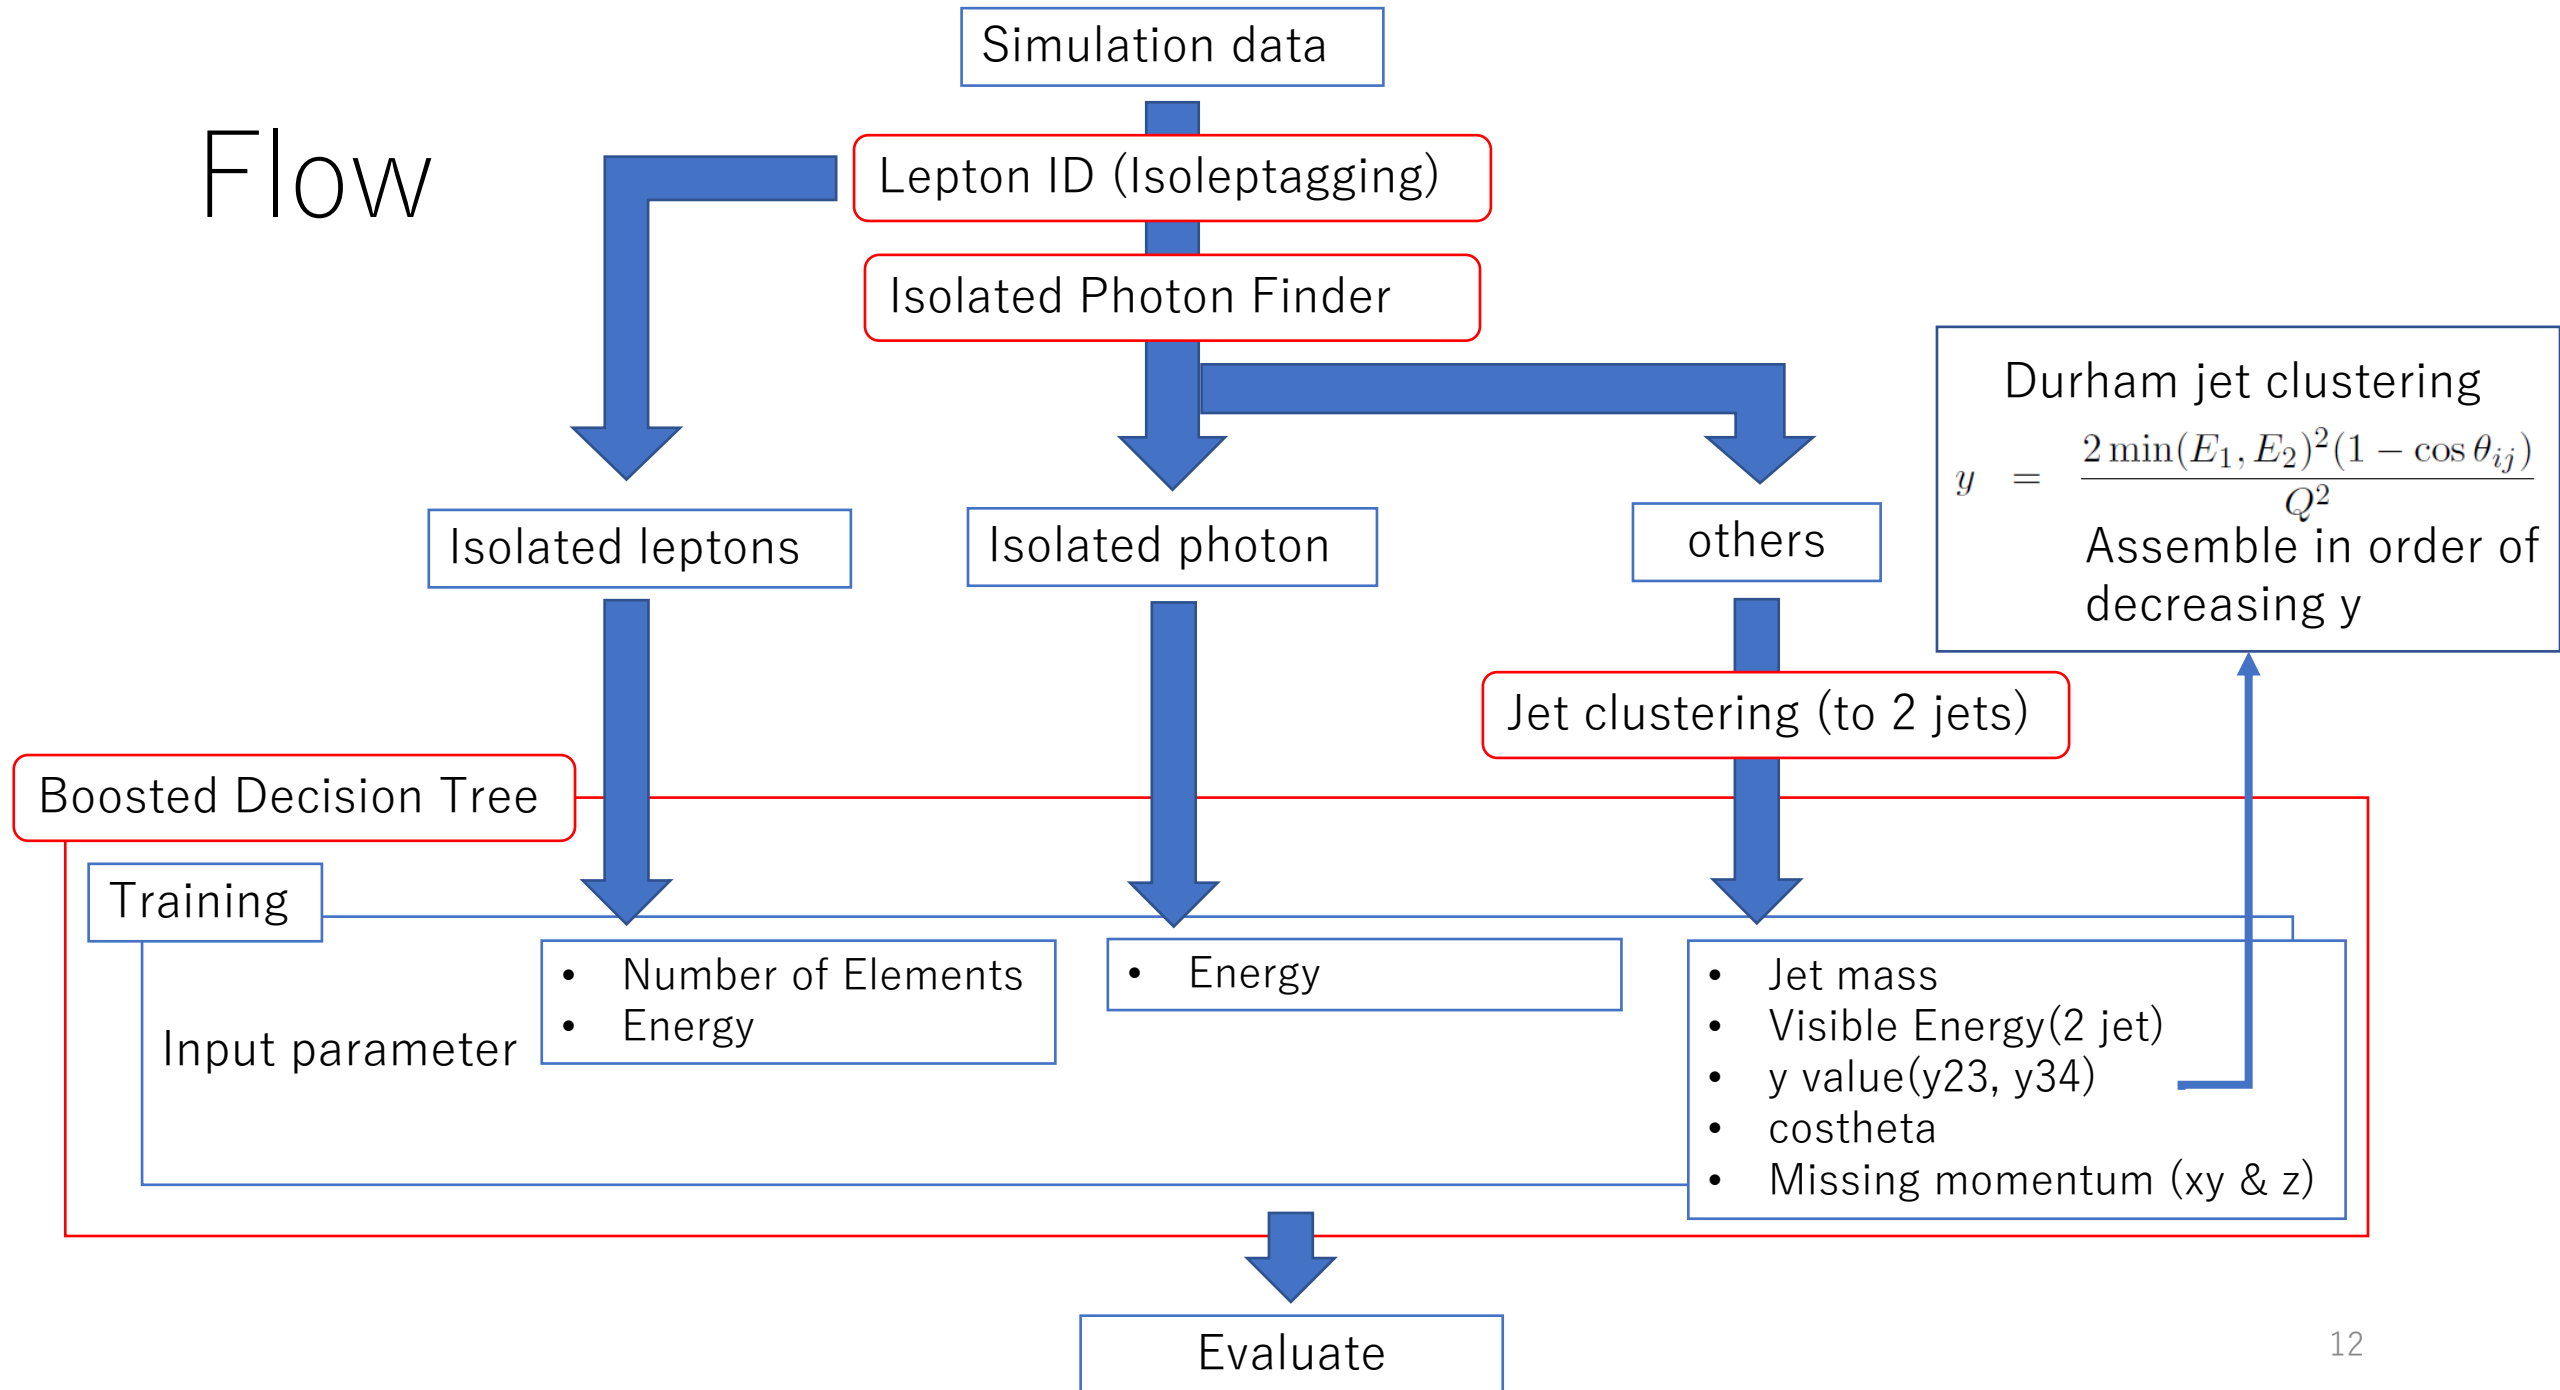 Simulation data
Flow
Lepton ID (Isoleptagging)
Isolated Photon Finder
Durham jet clustering
y = 2 min(E₁, E₂)²(1 − cos θᵢⱼ) / Q²
Assemble in order of
decreasing y
Isolated leptons
Isolated photon
others
Jet clustering (to 2 jets)
Boosted Decision Tree
Training
Input parameter
• Number of Elements
• Energy
• Energy
• Jet mass
• Visible Energy(2 jet)
• y value(y23, y34)
• costheta
• Missing momentum (xy & z)
Evaluate
12